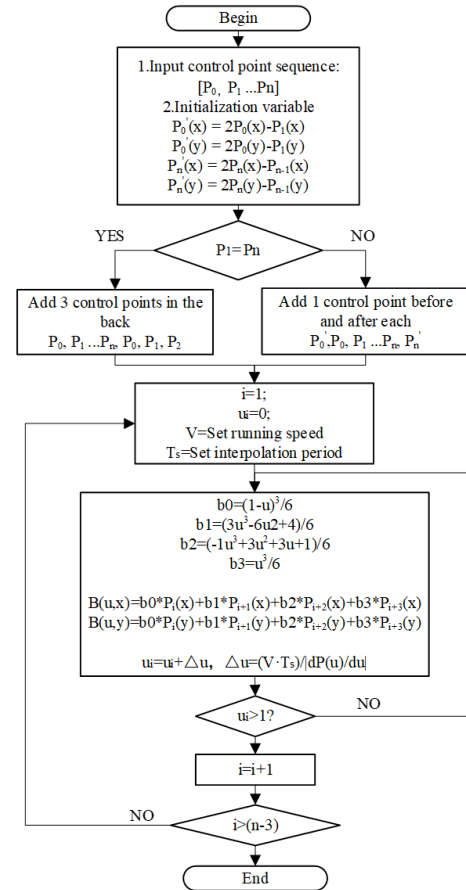 Begin
1.Input control point sequence:
[P₀, P₁ ...Pn]
2.Initialization variable
P₀'(x) = 2P₀(x)-P₁(x)
P₀'(y) = 2P₀(y)-P₁(y)
Pₙ'(x) = 2Pₙ(x)-Pₙ₋₁(x)
Pₙ'(y) = 2Pₙ(y)-Pₙ₋₁(y)
YES
P₁=Pn
NO
Add 3 control points in the
back
P₀, P₁ ...Pₙ, P₀, P₁, P₂
Add 1 control point before
and after each
P₀',P₀, P₁ ...Pₙ, Pₙ'
i=1;
uᵢ=0;
V=Set running speed
Tₛ=Set interpolation period
b0=(1-u)³/6
b1=(3u³-6u2+4)/6
b2=(-1u³+3u²+3u+1)/6
b3=u³/6
B(u,x)=b0*Pᵢ(x)+b1*Pᵢ₊₁(x)+b2*Pᵢ₊₂(x)+b3*Pᵢ₊₃(x)
B(u,y)=b0*Pᵢ(y)+b1*Pᵢ₊₁(y)+b2*Pᵢ₊₂(y)+b3*Pᵢ₊₃(y)
uᵢ=uᵢ+△u, △u=(V·Tₛ)/|dP(u)/du|
uᵢ>1?
NO
i=i+1
NO
i>(n-3)
End